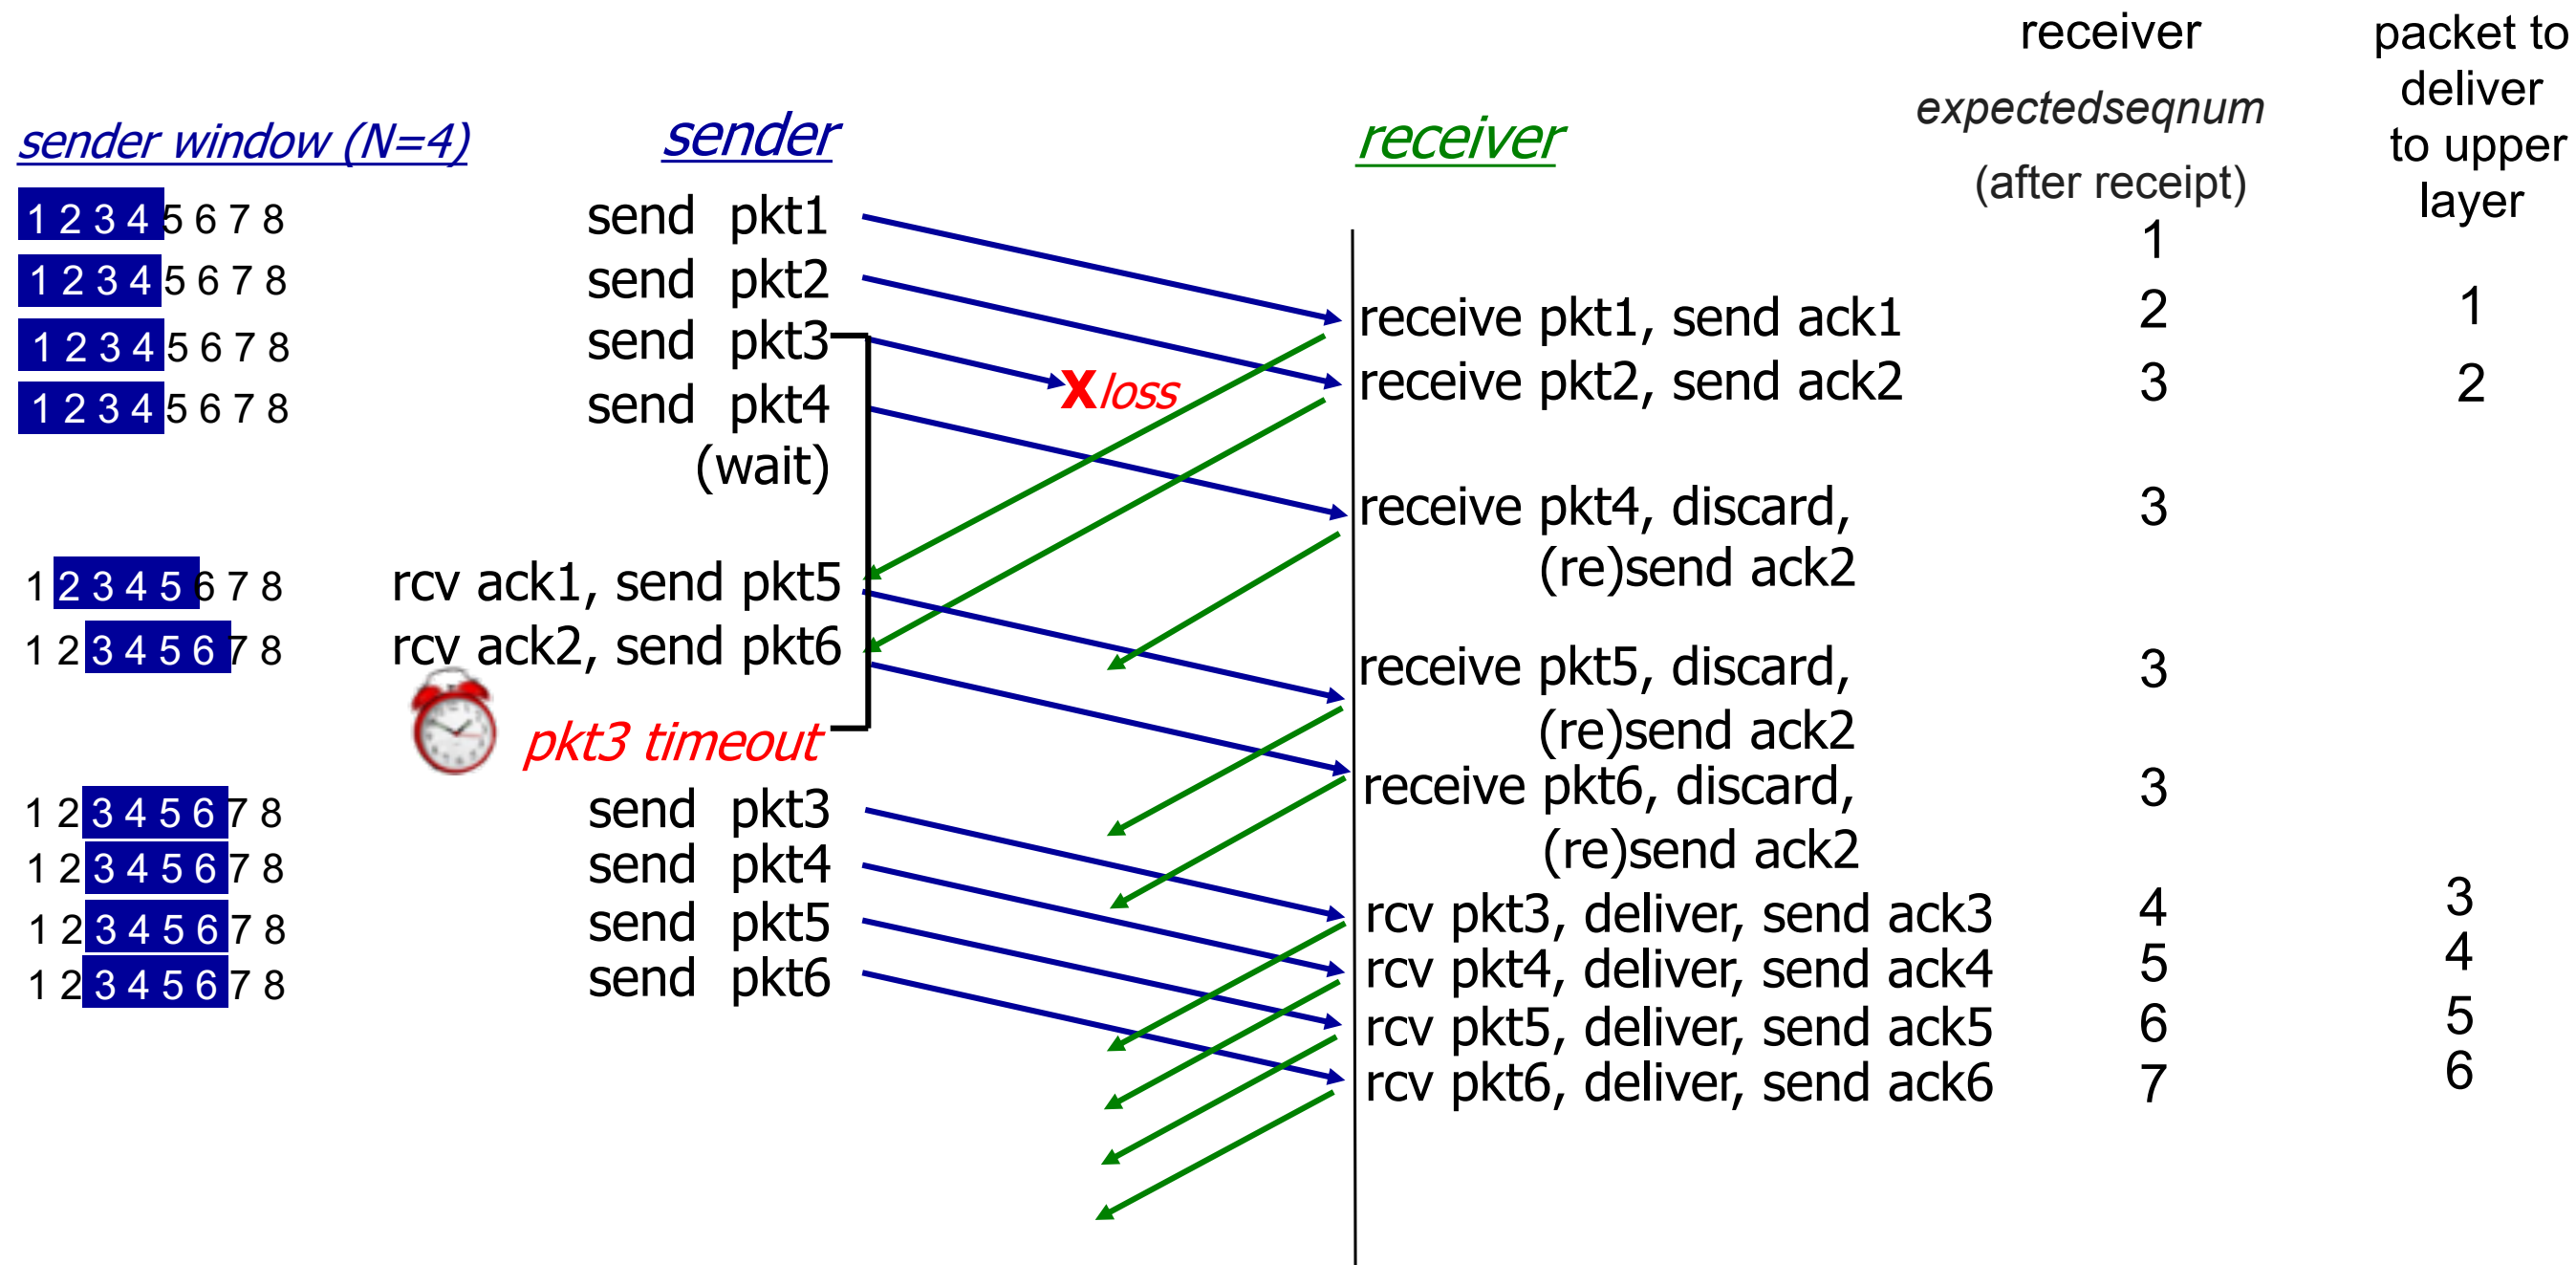 receiver
expectedseqnum
(after receipt)
packet to
deliver
to upper
layer
sender window (N=4)
sender
receiver
1
1 2 3 4 5 6 7 8
send pkt1
1 2 3 4 5 6 7 8
send pkt2
receive pkt1, send ack1
2
1
1 2 3 4 5 6 7 8
send pkt3
X loss
receive pkt2, send ack2
3
2
1 2 3 4 5 6 7 8
send pkt4
(wait)
receive pkt4, discard,
3
(re)send ack2
1 2 3 4 5 6 7 8
rcv ack1, send pkt5
1 2 3 4 5 6 7 8
rcv ack2, send pkt6
receive pkt5, discard,
3
(re)send ack2
pkt3 timeout
receive pkt6, discard,
3
(re)send ack2
1 2 3 4 5 6 7 8
send pkt3
1 2 3 4 5 6 7 8
send pkt4
1 2 3 4 5 6 7 8
send pkt5
1 2 3 4 5 6 7 8
send pkt6
rcv pkt3, deliver, send ack3
4
3
rcv pkt4, deliver, send ack4
5
4
rcv pkt5, deliver, send ack5
6
5
rcv pkt6, deliver, send ack6
7
6